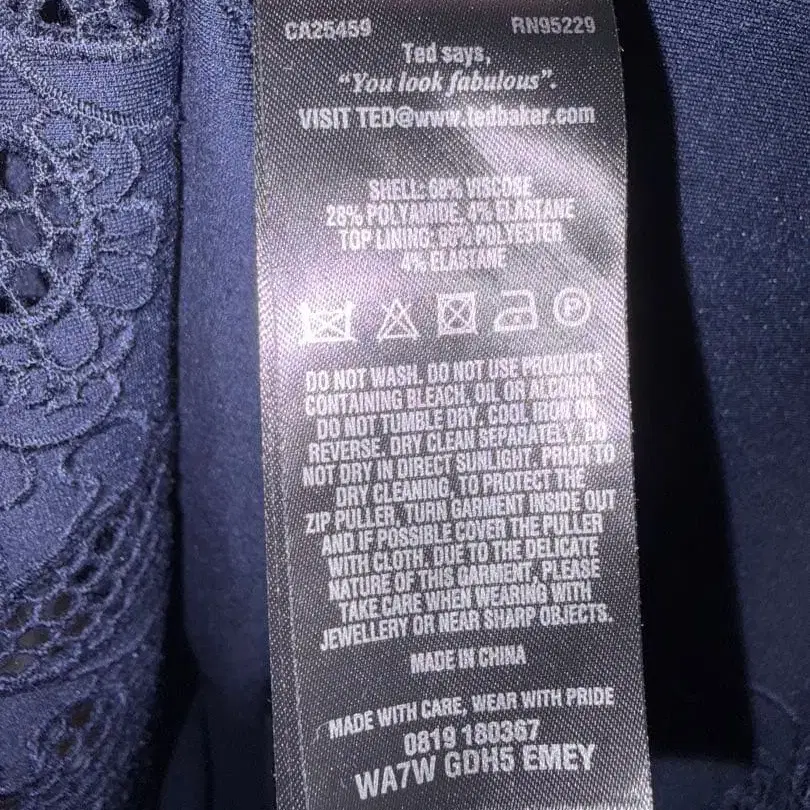 CA25459 RN95229
Ted says,
“You look fabulous”.
VISIT TED@www.tedbaker.com
SHELL: 68% VISCOSE
28% POLYAMIDE. 4% ELASTANE
TOP LINING: 96% POLYESTER
4% ELASTANE
P
DO NOT WASH. DO NOT USE PRODUCTS
CONTAINING BLEACH, OIL OR ALCOHOL.
DO NOT TUMBLE DRY. COOL IRON ON
REVERSE. DRY CLEAN SEPARATELY. DO
NOT DRY IN DIRECT SUNLIGHT. PRIOR TO
DRY CLEANING, TO PROTECT THE
ZIP PULLER, TURN GARMENT INSIDE OUT
AND IF POSSIBLE COVER THE PULLER
WITH CLOTH. DUE TO THE DELICATE
NATURE OF THIS GARMENT, PLEASE
TAKE CARE WHEN WEARING WITH
JEWELLERY OR NEAR SHARP OBJECTS.
MADE IN CHINA
MADE WITH CARE, WEAR WITH PRIDE
0819 180367
WA7W GDH5 EMEY